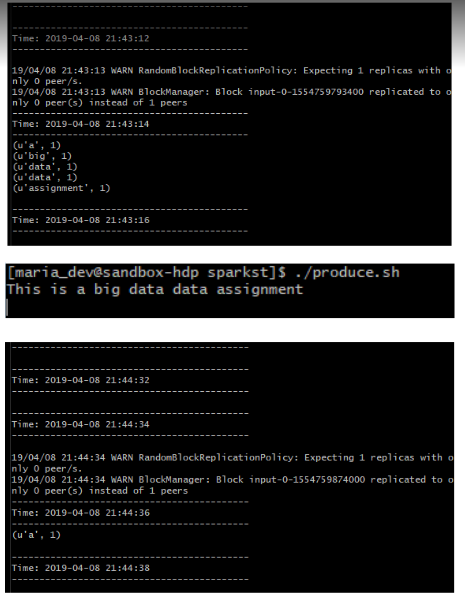 ----------------------------------------
----------------------------------------
Time: 2019-04-08 21:43:12
----------------------------------------
19/04/08 21:43:13 WARN RandomBlockReplicationPolicy: Expecting 1 replicas with o
nly 0 peer/s.
19/04/08 21:43:13 WARN BlockManager: Block input-0-1554759793400 replicated to o
nly 0 peer(s) instead of 1 peers
----------------------------------------
Time: 2019-04-08 21:43:14
----------------------------------------
(u'a', 1)
(u'big', 1)
(u'data', 1)
(u'data', 1)
(u'assignment', 1)
----------------------------------------
Time: 2019-04-08 21:43:16
----------------------------------------
[maria_dev@sandbox-hdp sparkst]$ ./produce.sh
This is a big data data assignment
----------------------------------------
----------------------------------------
Time: 2019-04-08 21:44:32
----------------------------------------
----------------------------------------
Time: 2019-04-08 21:44:34
----------------------------------------
19/04/08 21:44:34 WARN RandomBlockReplicationPolicy: Expecting 1 replicas with o
nly 0 peer/s.
19/04/08 21:44:34 WARN BlockManager: Block input-0-1554759874000 replicated to o
nly 0 peer(s) instead of 1 peers
----------------------------------------
Time: 2019-04-08 21:44:36
----------------------------------------
(u'a', 1)
----------------------------------------
Time: 2019-04-08 21:44:38
----------------------------------------